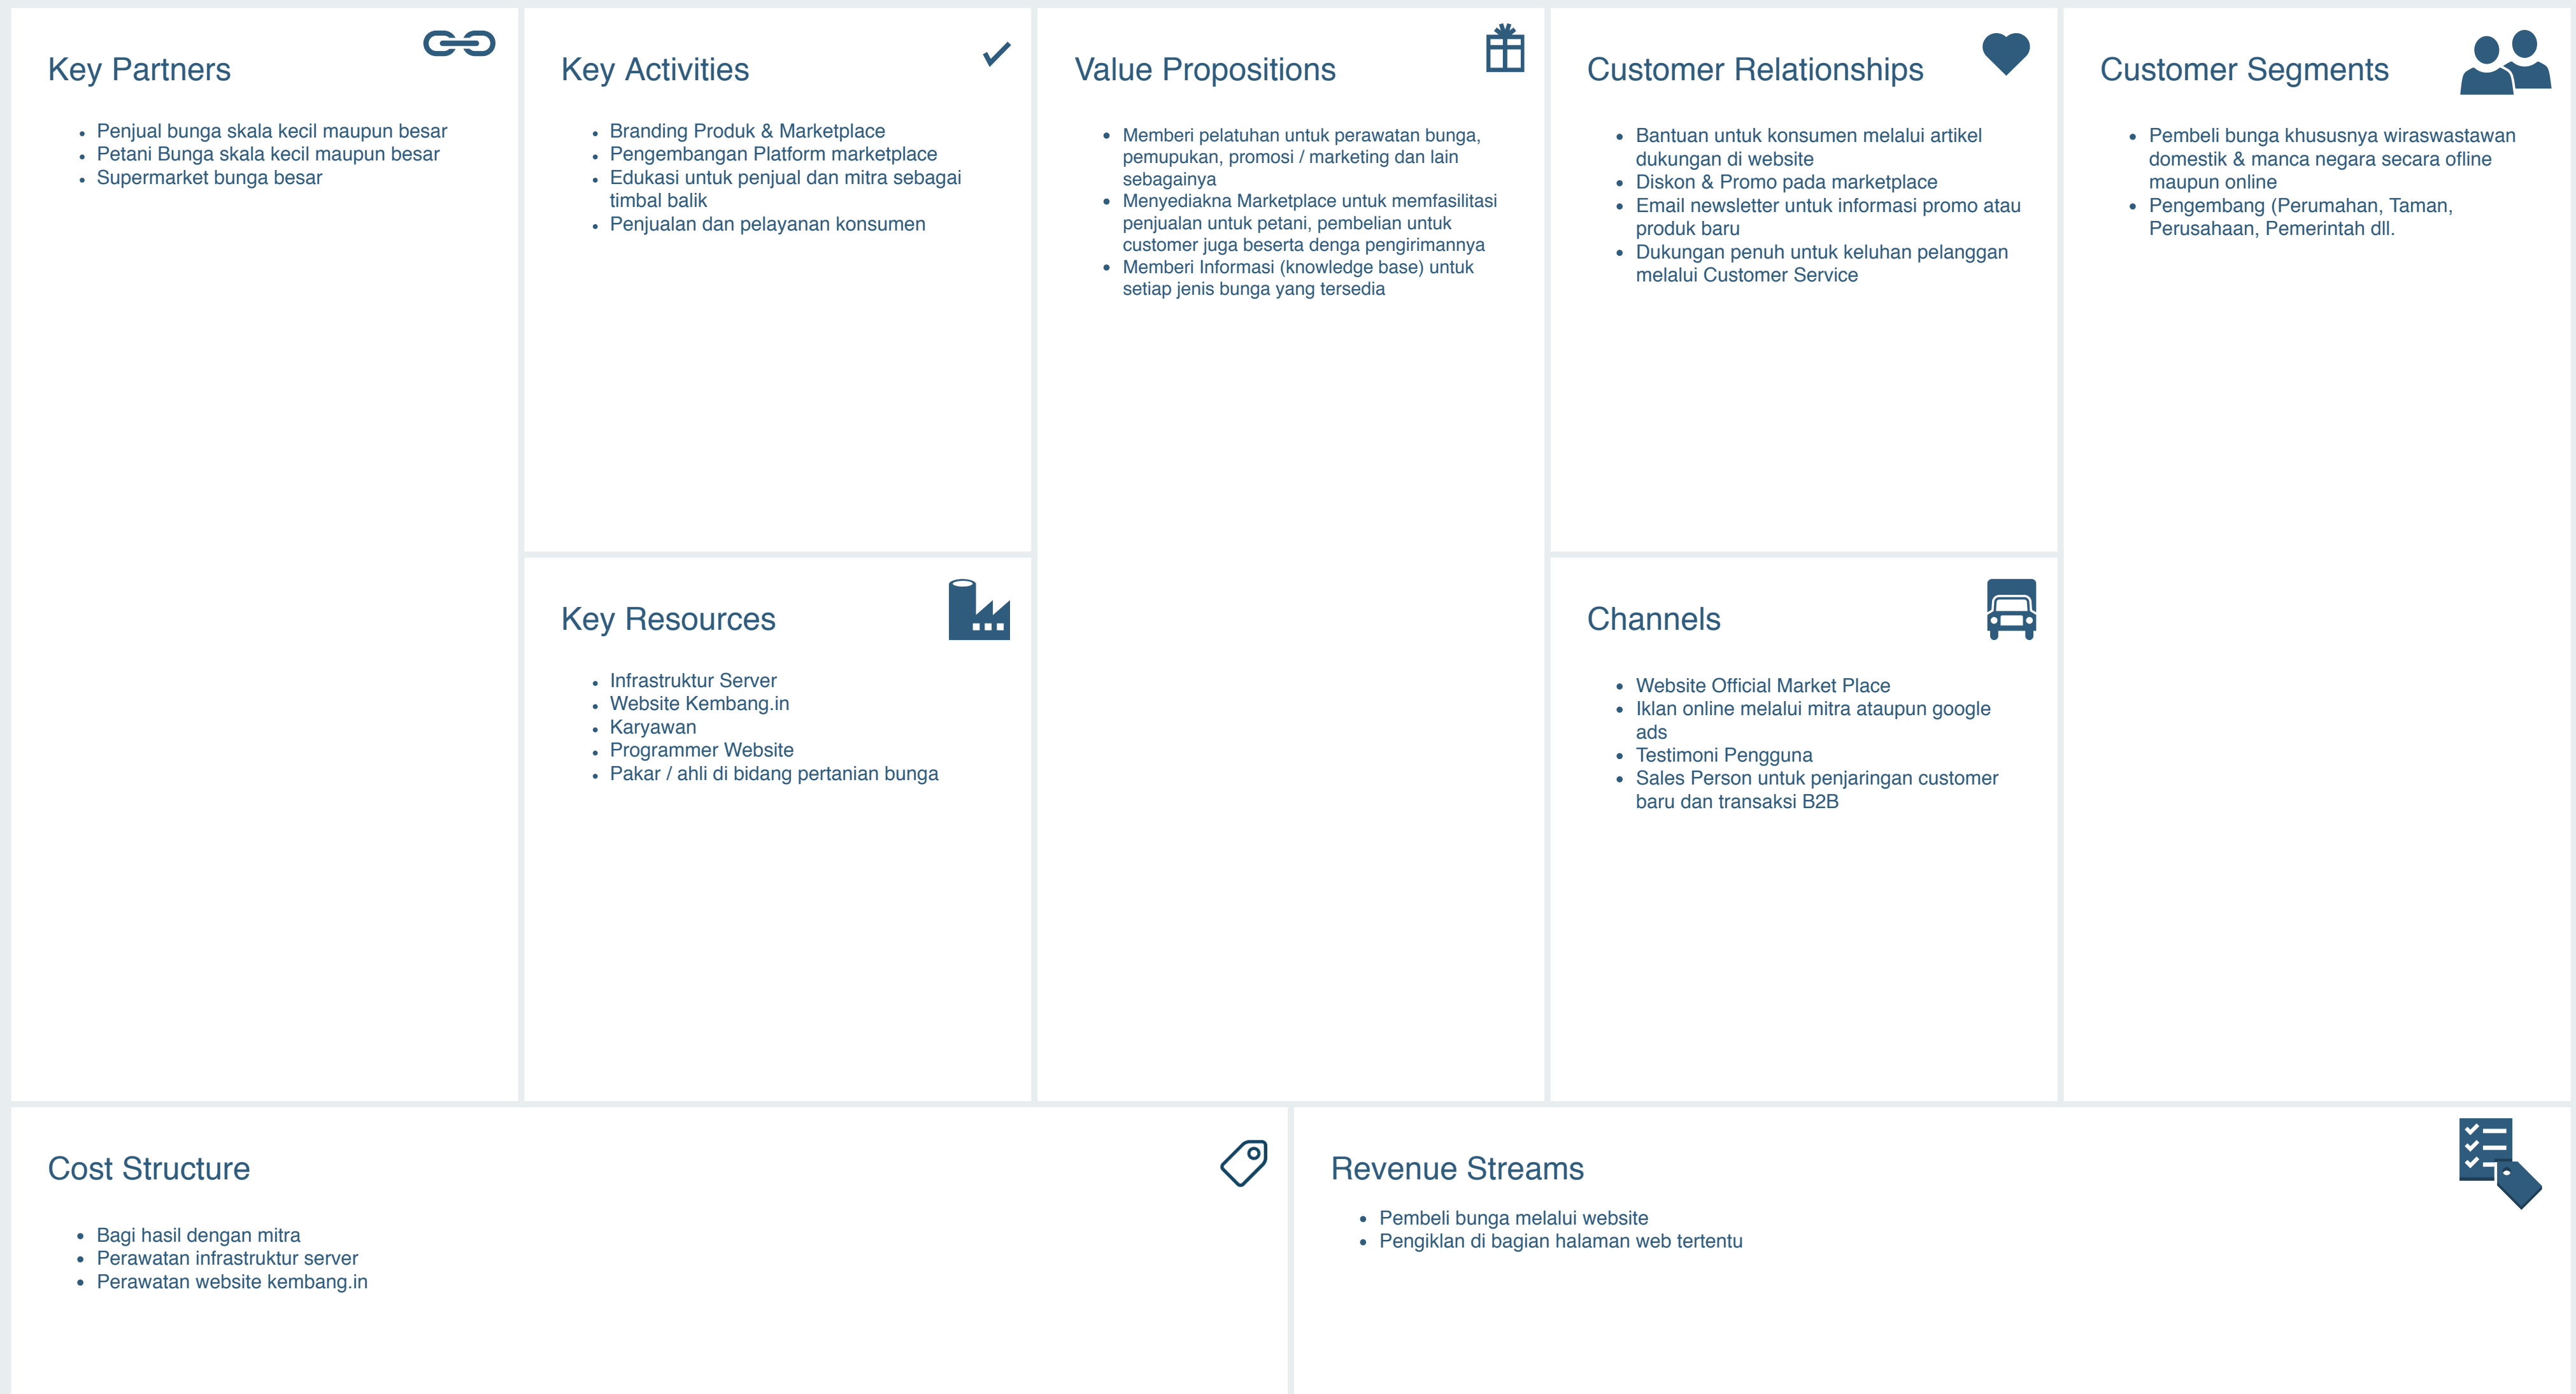 Key Partners
• Penjual bunga skala kecil maupun besar
• Petani Bunga skala kecil maupun besar
• Supermarket bunga besar
Key Activities
• Branding Produk & Marketplace
• Pengembangan Platform marketplace
• Edukasi untuk penjual dan mitra sebagai
timbal balik
• Penjualan dan pelayanan konsumen
Key Resources
• Infrastruktur Server
• Website Kembang.in
• Karyawan
• Programmer Website
• Pakar / ahli di bidang pertanian bunga
Value Propositions
• Memberi pelatuhan untuk perawatan bunga,
pemupukan, promosi / marketing dan lain
sebagainya
• Menyediakna Marketplace untuk memfasilitasi
penjualan untuk petani, pembelian untuk
customer juga beserta denga pengirimannya
• Memberi Informasi (knowledge base) untuk
setiap jenis bunga yang tersedia
Customer Relationships
• Bantuan untuk konsumen melalui artikel
dukungan di website
• Diskon & Promo pada marketplace
• Email newsletter untuk informasi promo atau
produk baru
• Dukungan penuh untuk keluhan pelanggan
melalui Customer Service
Channels
• Website Official Market Place
• Iklan online melalui mitra ataupun google
ads
• Testimoni Pengguna
• Sales Person untuk penjaringan customer
baru dan transaksi B2B
Customer Segments
• Pembeli bunga khususnya wiraswastawan
domestik & manca negara secara ofline
maupun online
• Pengembang (Perumahan, Taman,
Perusahaan, Pemerintah dll.
Cost Structure
• Bagi hasil dengan mitra
• Perawatan infrastruktur server
• Perawatan website kembang.in
Revenue Streams
• Pembeli bunga melalui website
• Pengiklan di bagian halaman web tertentu